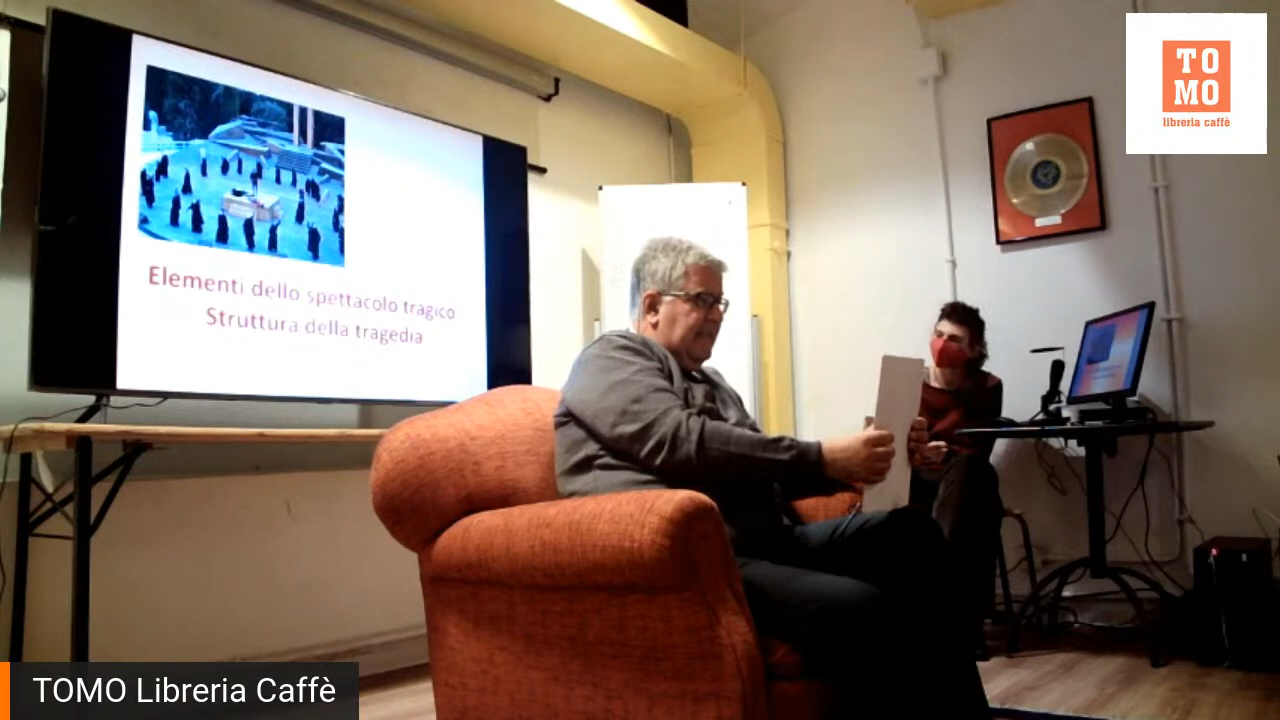 Elementi dello spettacolo tragico
Struttura della tragedia
TO
MO
libreria caffè
TOMO Libreria Caffè